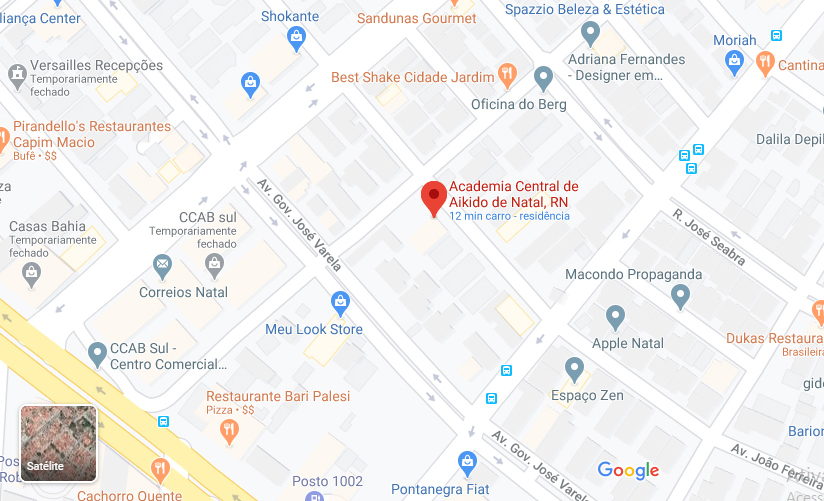 Spazzio Beleza & Estética
Shokante
Sandunas Gourmet
Moriah
Versailles Recepções
Temporariamente
fechado
Adriana Fernandes
- Designer em...
Cantina
Best Shake Cidade Jardim
Oficina do Berg
Pirandello's Restaurantes
Capim Macio
Bufê • $$
Dalila Depil
Academia Central de
Aikido de Natal, RN
12 min carro - residência
Av. Gov. José Varela
CCAB sul
Temporariamente
fechado
Casas Bahia
Temporariamente
fechado
R. José Seabra
Macondo Propaganda
Correios Natal
Meu Look Store
Apple Natal
Dukas Restaura
Brasileira
CCAB Sul -
Centro Comercial...
Espaço Zen
Restaurante Bari Palesi
Pizza • $$
Barion
Av. Gov. José Varela
Av. João Ferreira
Satélite
Google
Posto 1002
Pontanegra Fiat
Cachorro Quente